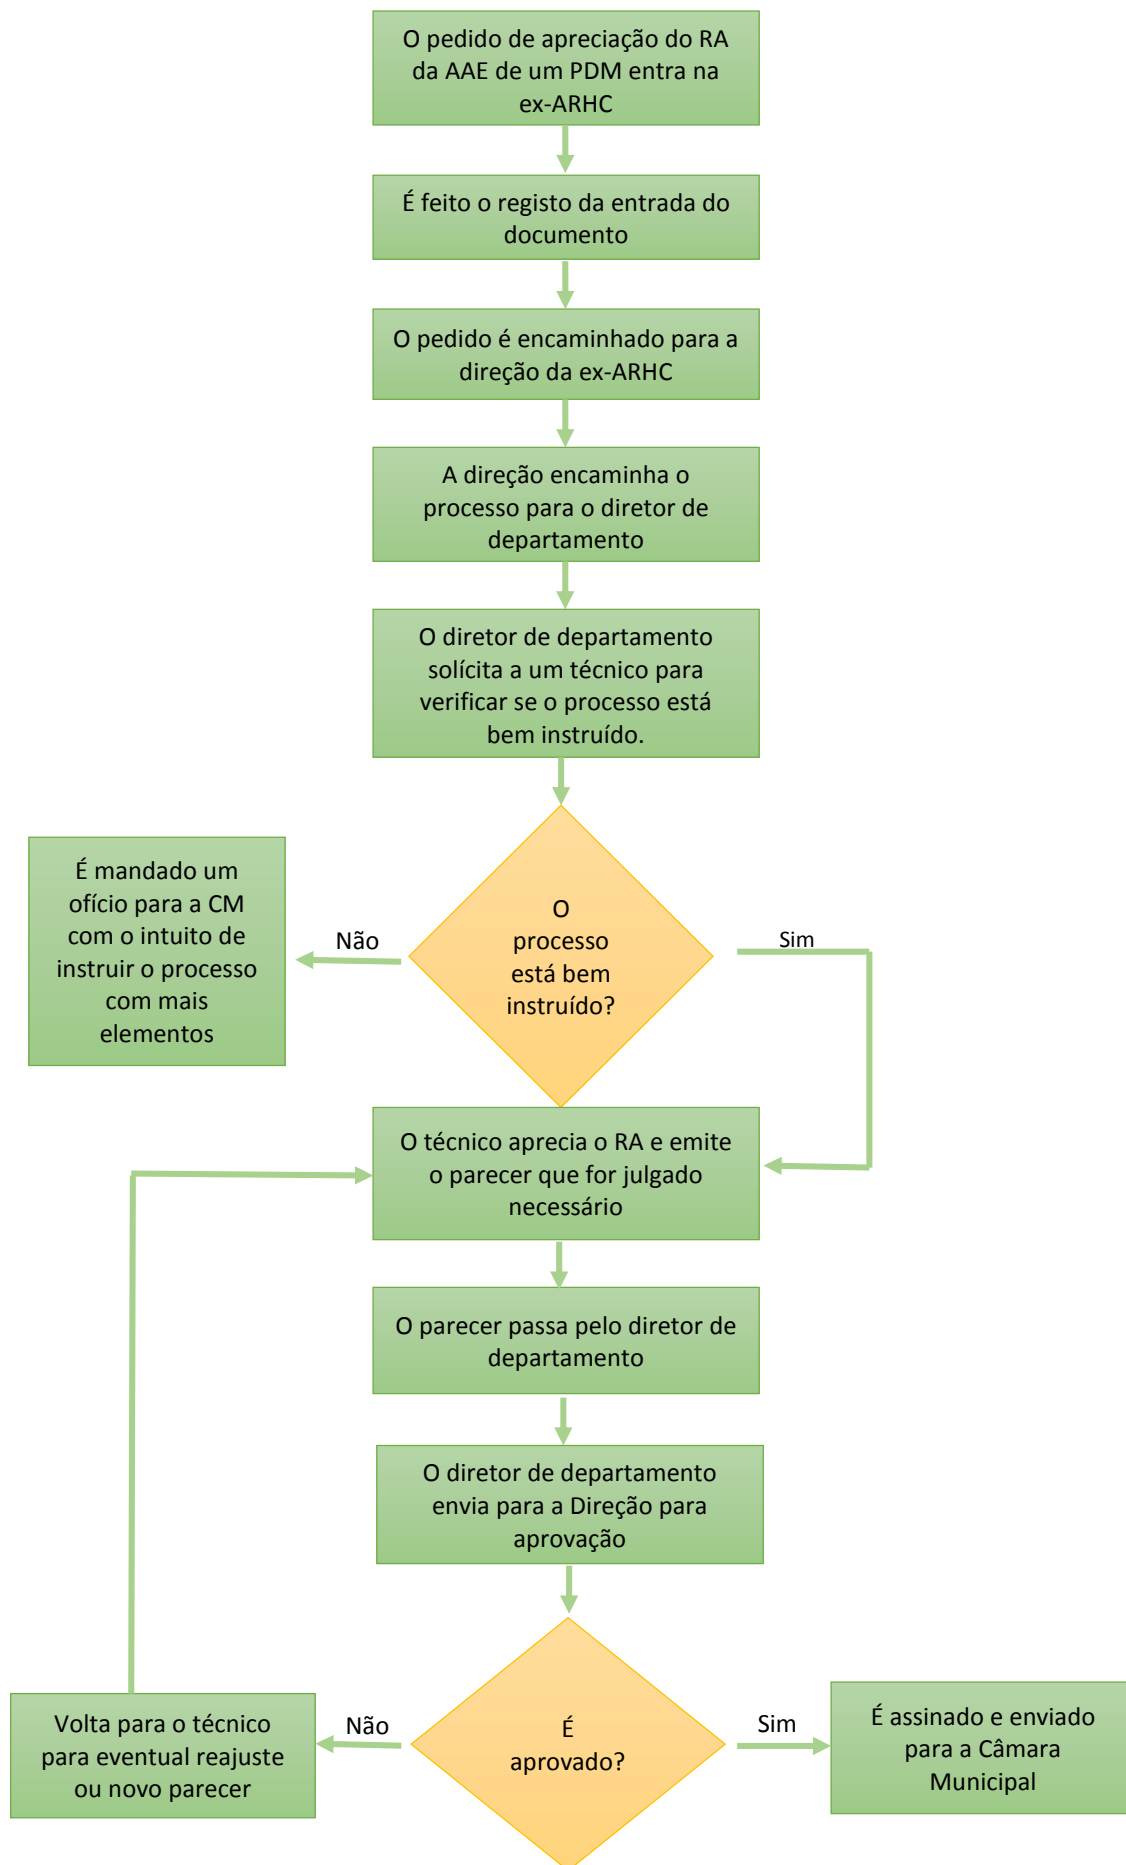 O pedido de apreciação do RA
da AAE de um PDM entra na
ex-ARHC
É feito o registo da entrada do
documento
O pedido é encaminhado para a
direção da ex-ARHC
A direção encaminha o
processo para o diretor de
departamento
O diretor de departamento
solícita a um técnico para
verificar se o processo está
bem instruído.
O
processo
está bem
instruído?
Não
É mandado um
ofício para a CM
com o intuito de
instruir o processo
com mais
elementos
Sim
O técnico aprecia o RA e emite
o parecer que for julgado
necessário
O parecer passa pelo diretor de
departamento
O diretor de departamento
envia para a Direção para
aprovação
É
aprovado?
Não
Volta para o técnico
para eventual reajuste
ou novo parecer
Sim
É assinado e enviado
para a Câmara
Municipal